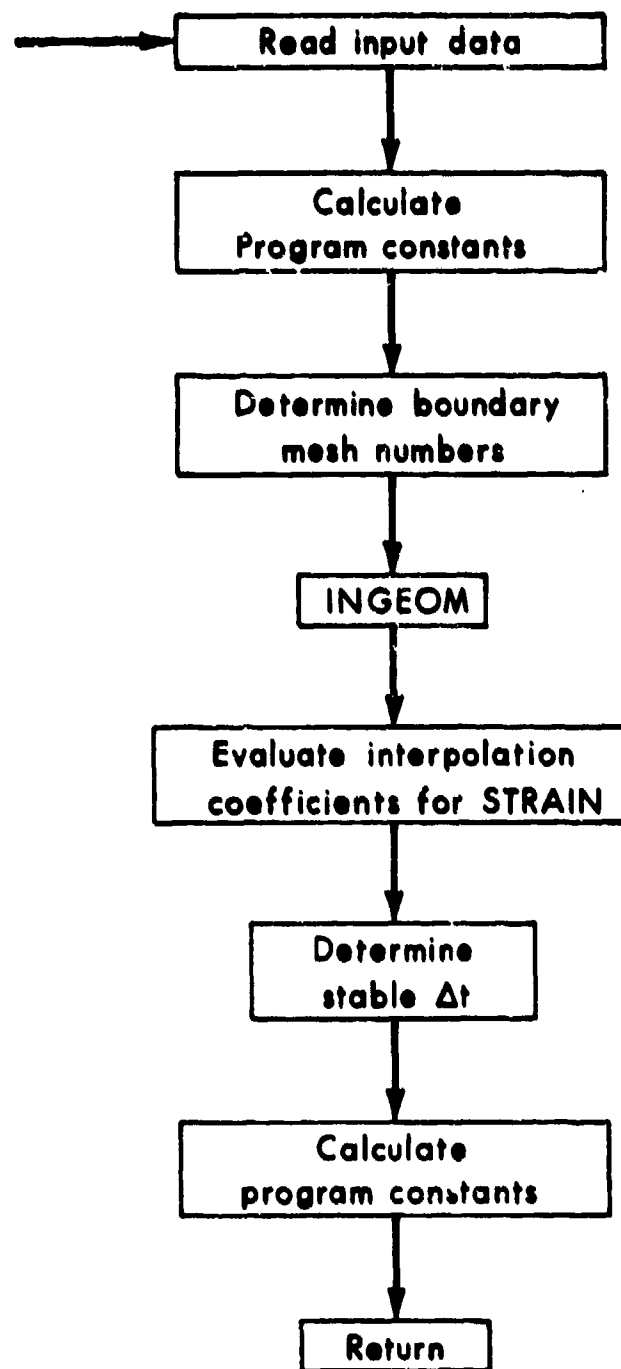 Read input data
Calculate
Program constants
Determine boundary
mesh numbers
INGEOM
Evaluate interpolation
coefficients for STRAIN
Determine
stable Δt
Calculate
program constants
Return